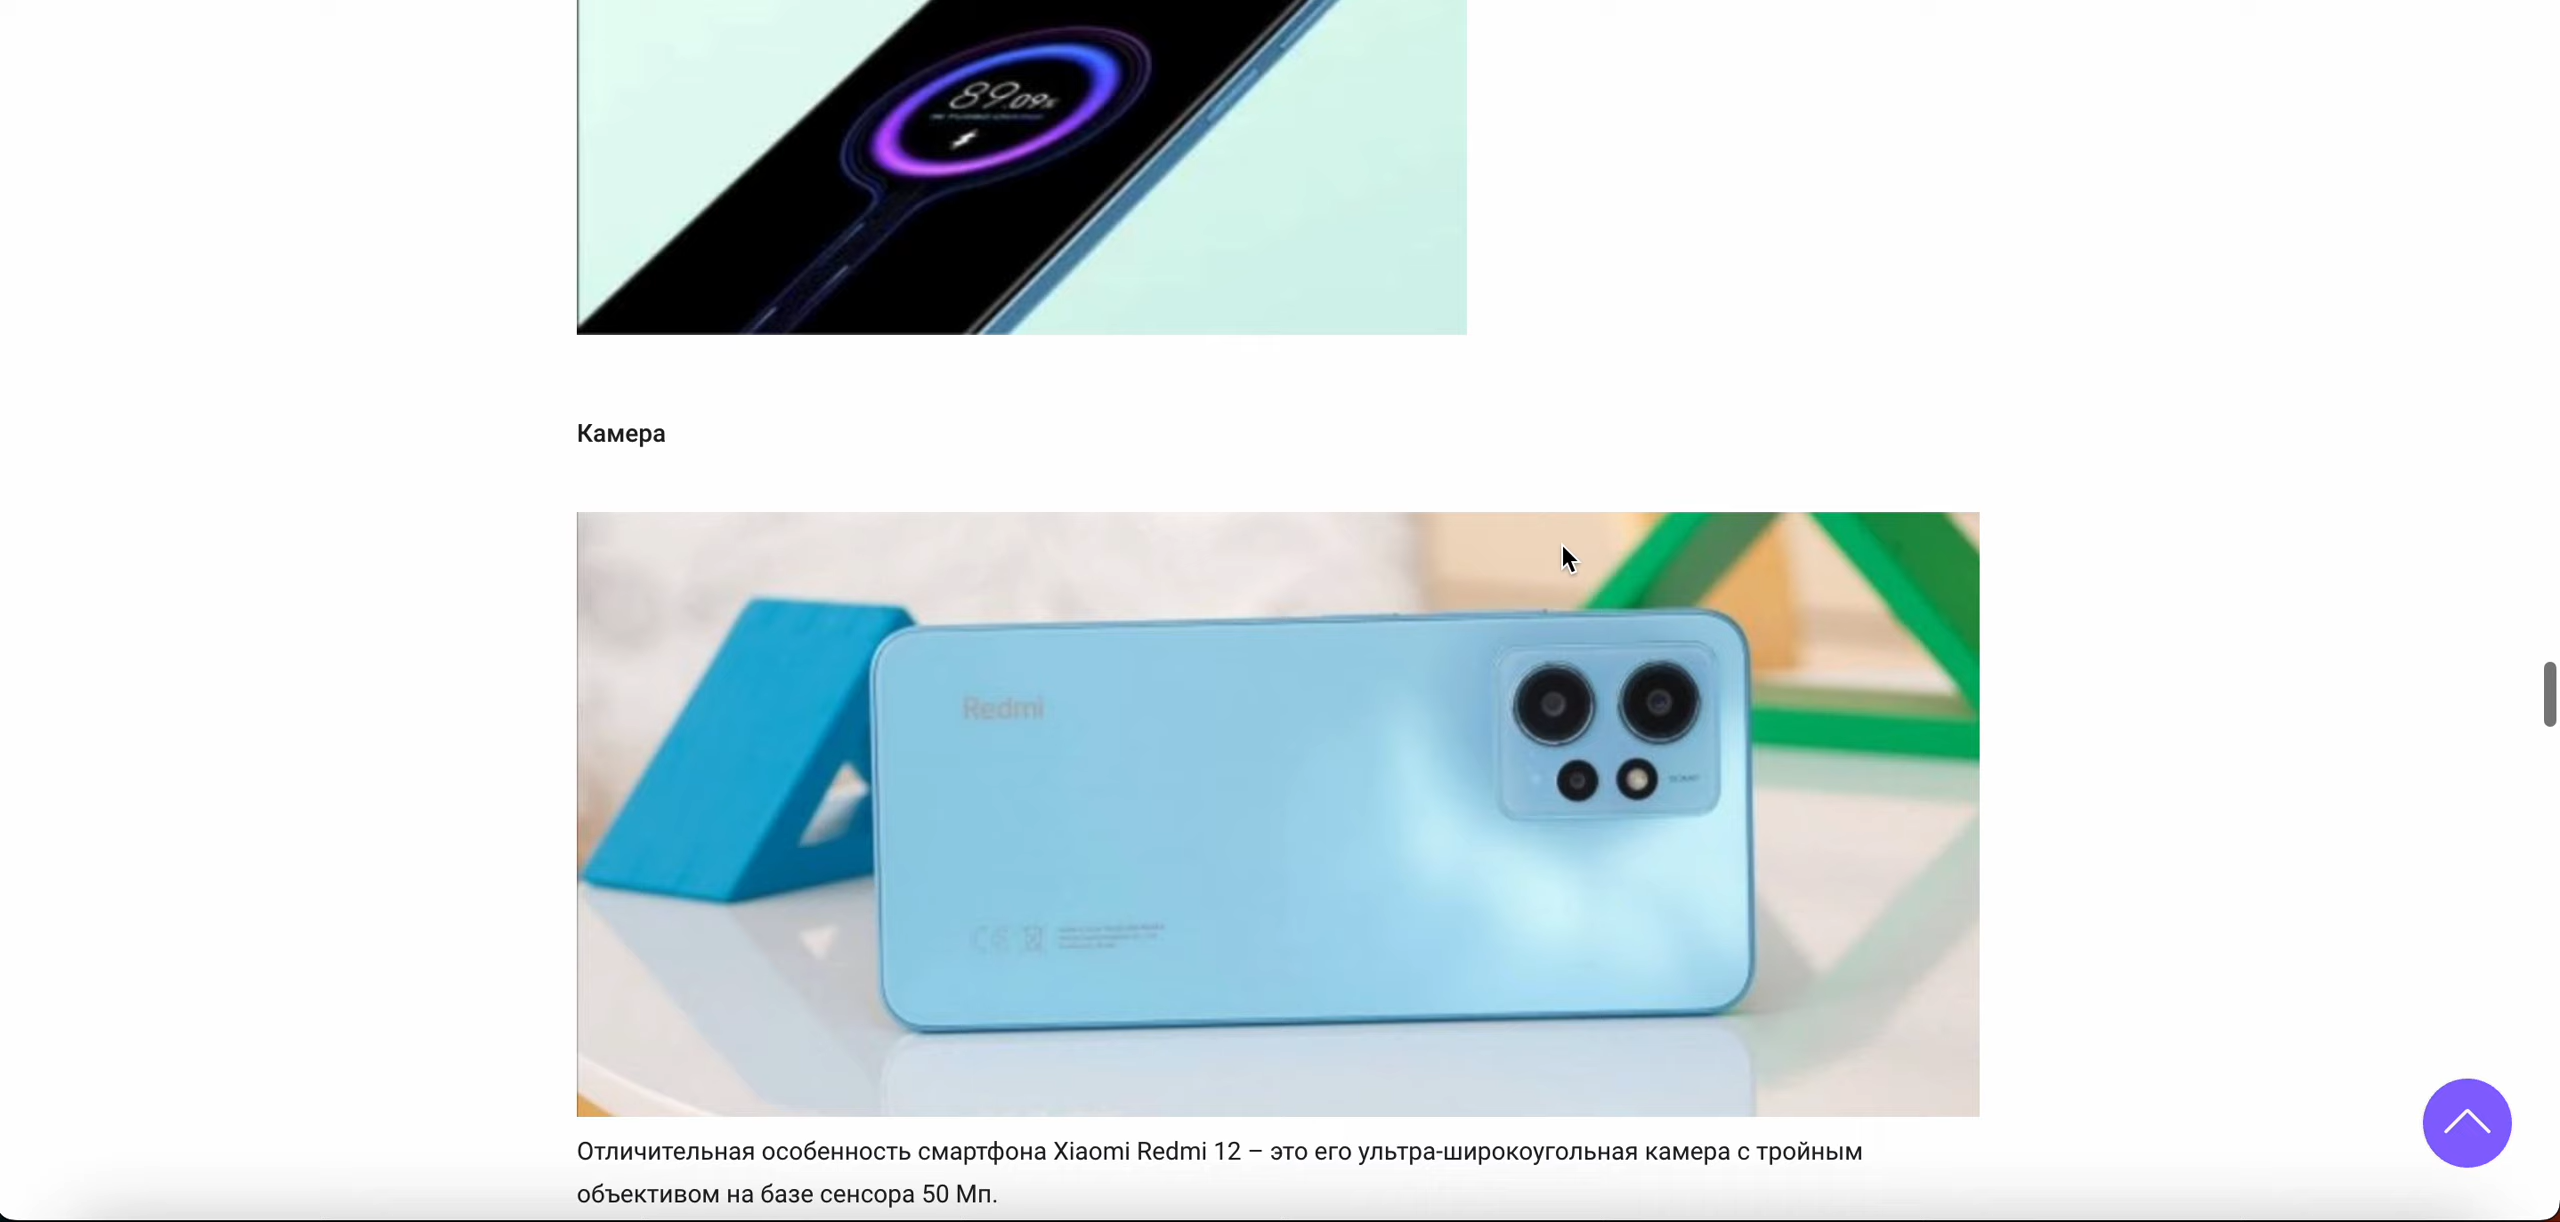 89.09%
Камера
Redmi
Отличительная особенность смартфона Xiaomi Redmi 12 – это его ультра-широкоугольная камера с тройным
объективом на базе сенсора 50 Мп.